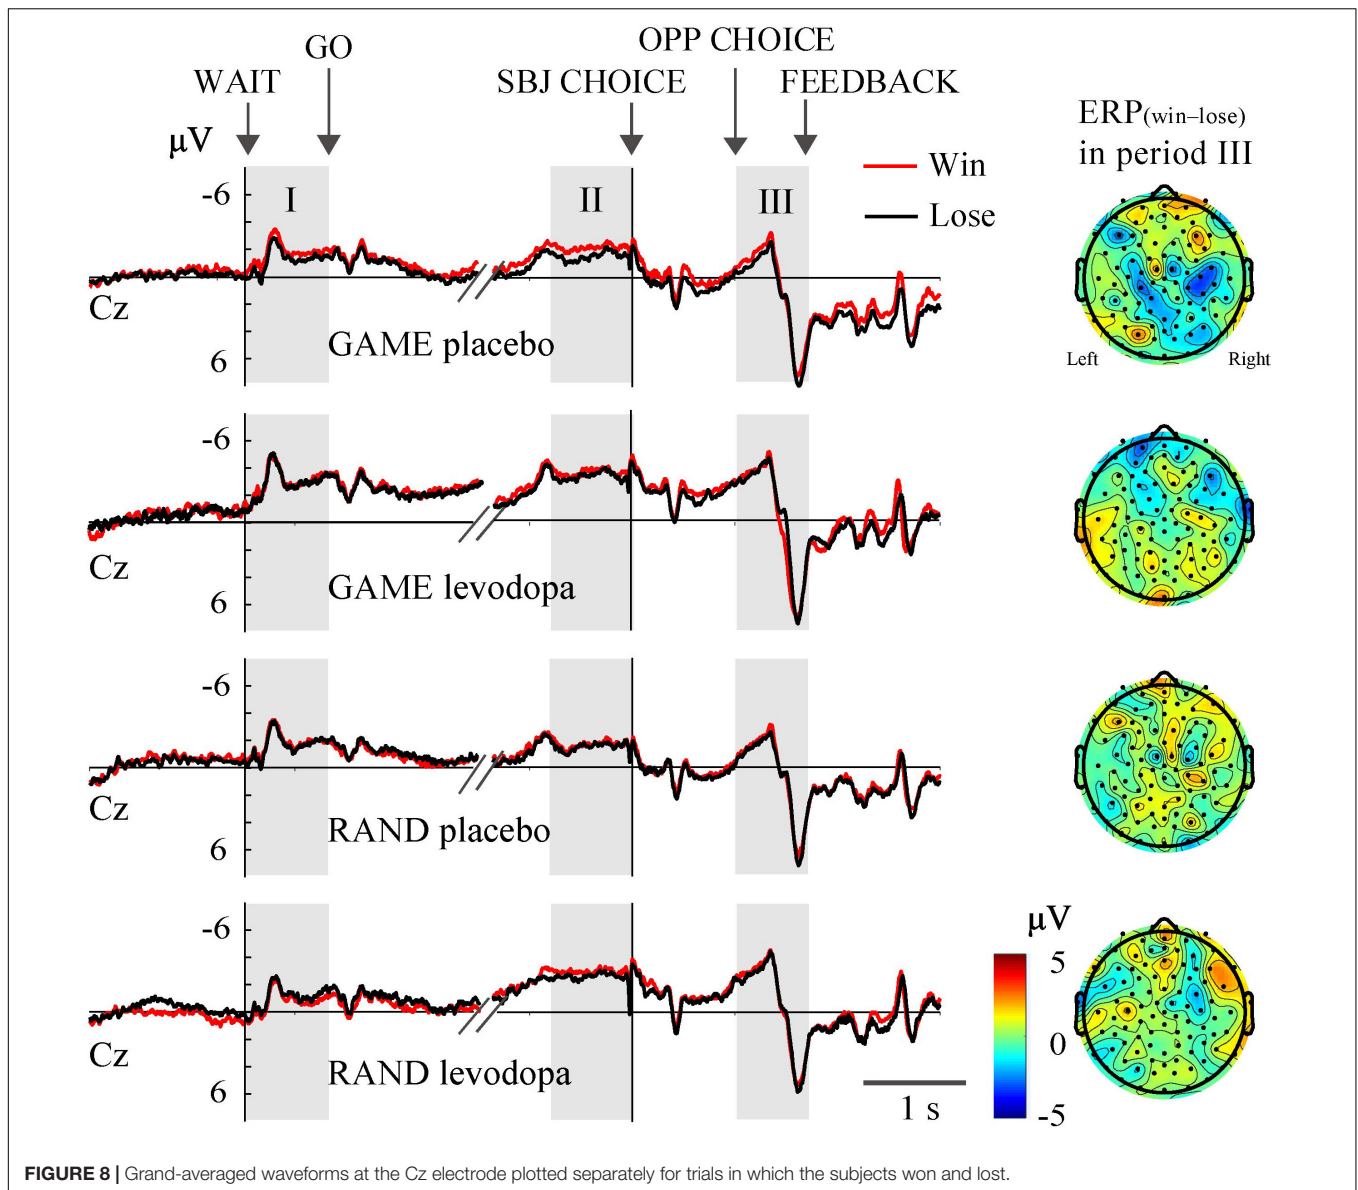 GO
OPP CHOICE
WAIT
SBJ CHOICE
FEEDBACK
ERP(win–lose)
in period III
μV
Win
Lose
-6
I
II
III
Cz
GAME placebo
6
Left
Right
-6
Cz
GAME levodopa
6
-6
Cz
RAND placebo
6
-6
Cz
RAND levodopa
6
1 s
μV
5
0
-5
FIGURE 8 | Grand-averaged waveforms at the Cz electrode plotted separately for trials in which the subjects won and lost.